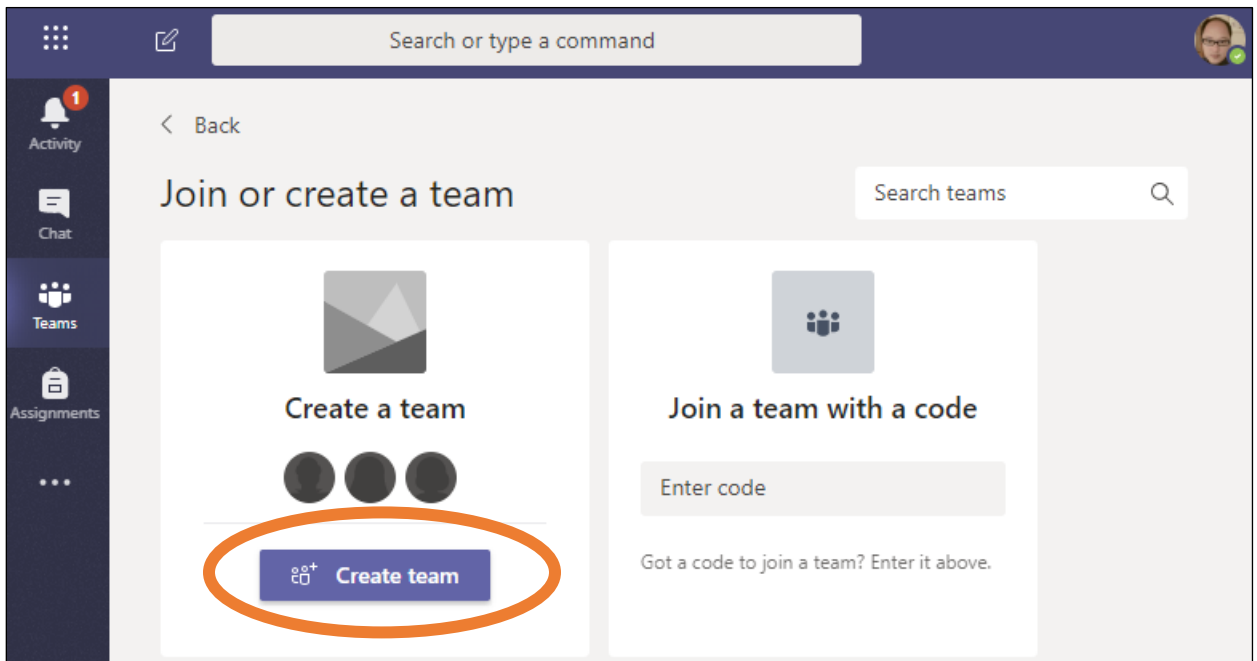 Search or type a command
1
Activity
Chat
Teams
Assignments
Back
Join or create a team
Search teams
Create a team
Create team
Join a team with a code
Enter code
Got a code to join a team? Enter it above.